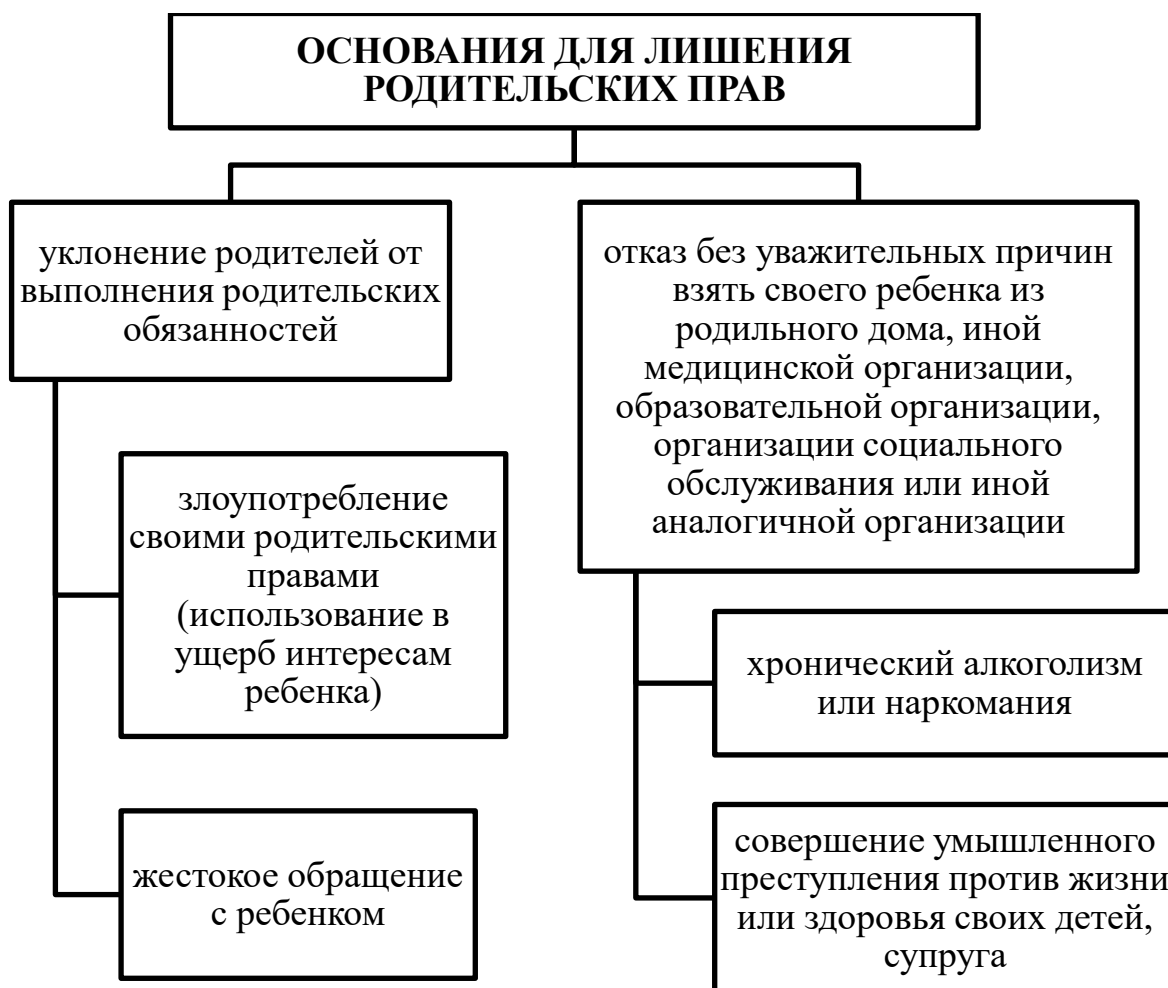 ОСНОВАНИЯ ДЛЯ ЛИШЕНИЯ
РОДИТЕЛЬСКИХ ПРАВ
уклонение родителей от
выполнения родительских
обязанностей
злоупотребление
своими родительскими
правами
(использование в
ущерб интересам
ребенка)
жестокое обращение
с ребенком
отказ без уважительных причин
взять своего ребенка из
родильного дома, иной
медицинской организации,
образовательной организации,
организации социального
обслуживания или иной
аналогичной организации
хронический алкоголизм
или наркомания
совершение умышленного
преступления против жизни
или здоровья своих детей,
супруга